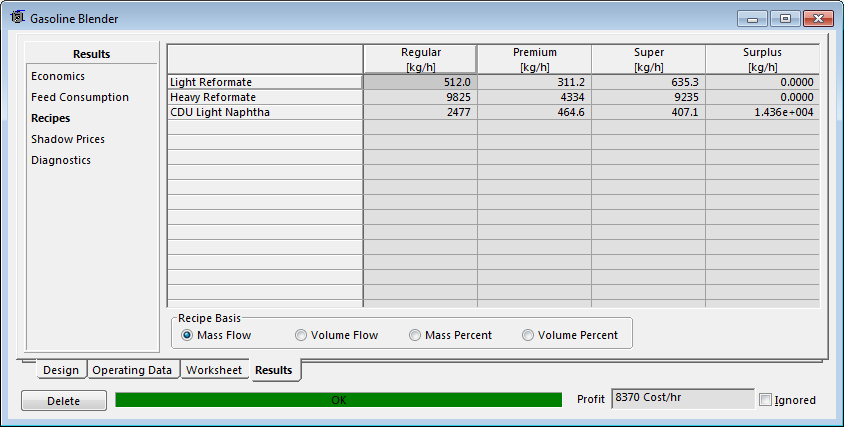 Gasoline Blender
Results
Economics
Feed Consumption
Recipes
Shadow Prices
Diagnostics
Regular Premium Super Surplus
[kg/h] [kg/h] [kg/h] [kg/h]
Light Reformate 512.0 311.2 635.3 0.0000
Heavy Reformate 9825 4334 9235 0.0000
CDU Light Naphtha 2477 464.6 407.1 1.436e+004
Recipe Basis
Mass Flow Volume Flow Mass Percent Volume Percent
Design Operating Data Worksheet Results
Delete OK Profit 8370 Cost/hr Ignored